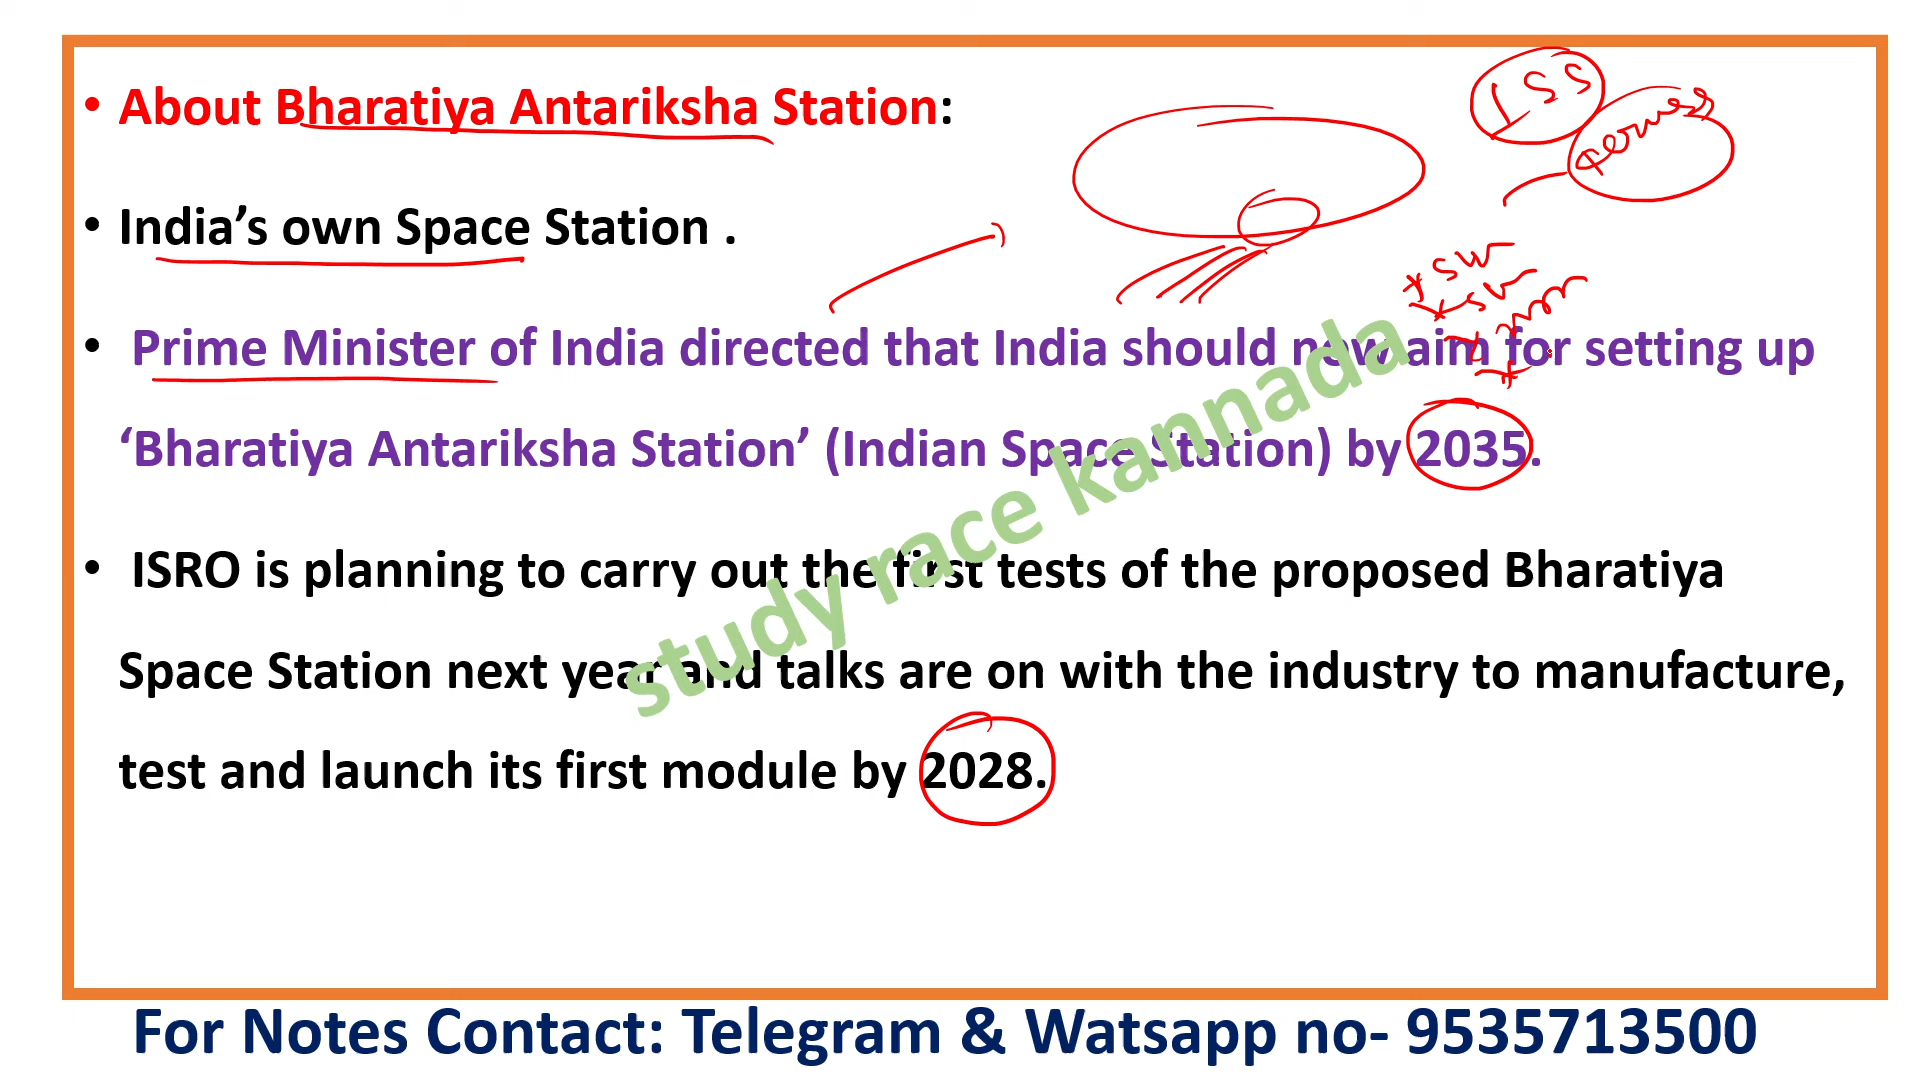 • About Bharatiya Antariksha Station:
ISS
• India’s own Space Station .
• Prime Minister of India directed that India should now aim for setting up
‘Bharatiya Antariksha Station’ (Indian Space Station) by 2035.
• ISRO is planning to carry out the first tests of the proposed Bharatiya
Space Station next year and talks are on with the industry to manufacture,
test and launch its first module by 2028.
study race kannada
For Notes Contact: Telegram & Watsapp no- 9535713500